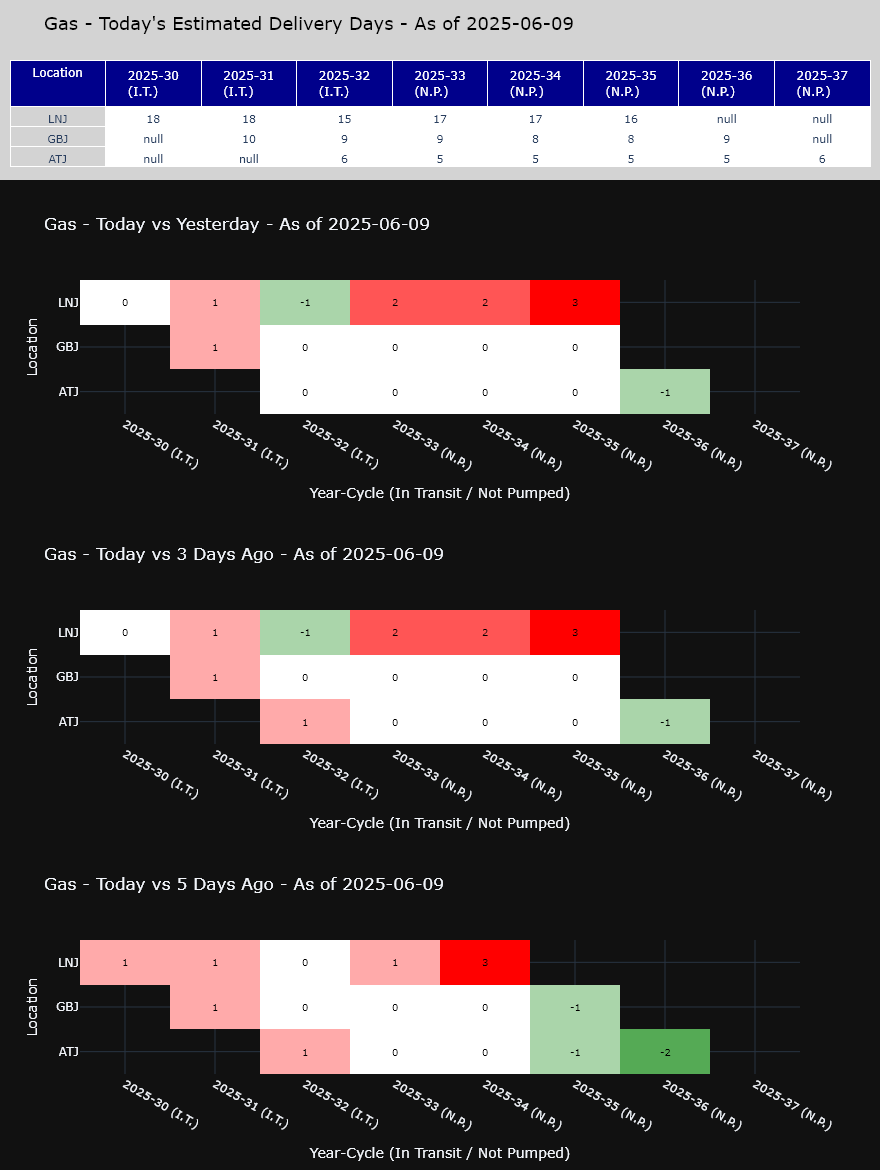 Gas - Today's Estimated Delivery Days - As of 2025-06-09
Location 2025-30 (I.T.) 2025-31 (I.T.) 2025-32 (I.T.) 2025-33 (N.P.) 2025-34 (N.P.) 2025-35 (N.P.) 2025-36 (N.P.) 2025-37 (N.P.)
LNJ 18 18 15 17 17 16 null null
GBJ null 10 9 9 8 8 9 null
ATJ null null 6 5 5 5 5 6
Gas - Today vs Yesterday - As of 2025-06-09
Location
LNJ 0 1 -1 2 2 3
GBJ 1 0 0 0 0
ATJ 0 0 0 0 -1
2025-30 (I.T.) 2025-31 (I.T.) 2025-32 (I.T.) 2025-33 (N.P.) 2025-34 (N.P.) 2025-35 (N.P.) 2025-36 (N.P.) 2025-37 (N.P.)
Year-Cycle (In Transit / Not Pumped)
Gas - Today vs 3 Days Ago - As of 2025-06-09
Location
LNJ 0 1 -1 2 2 3
GBJ 1 0 0 0 0
ATJ 1 0 0 0 -1
2025-30 (I.T.) 2025-31 (I.T.) 2025-32 (I.T.) 2025-33 (N.P.) 2025-34 (N.P.) 2025-35 (N.P.) 2025-36 (N.P.) 2025-37 (N.P.)
Year-Cycle (In Transit / Not Pumped)
Gas - Today vs 5 Days Ago - As of 2025-06-09
Location
LNJ 1 1 0 1 3
GBJ 1 0 0 0 -1
ATJ 1 0 0 -1 -2
2025-30 (I.T.) 2025-31 (I.T.) 2025-32 (I.T.) 2025-33 (N.P.) 2025-34 (N.P.) 2025-35 (N.P.) 2025-36 (N.P.) 2025-37 (N.P.)
Year-Cycle (In Transit / Not Pumped)